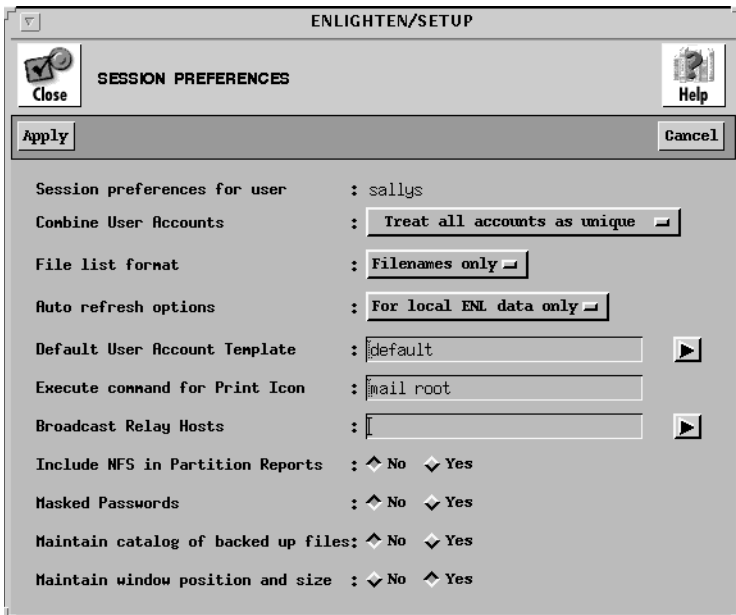 ENLIGHTEN/SETUP
Close
SESSION PREFERENCES
Help
Apply
Cancel
Session preferences for user : sallys
Combine User Accounts : Treat all accounts as unique
File list format : Filenames only
Auto refresh options : For local ENL data only
Default User Account Template : default
Execute command for Print Icon : mail root
Broadcast Relay Hosts :
Include NFS in Partition Reports : No Yes
Masked Passwords : No Yes
Maintain catalog of backed up files: No Yes
Maintain window position and size : No Yes